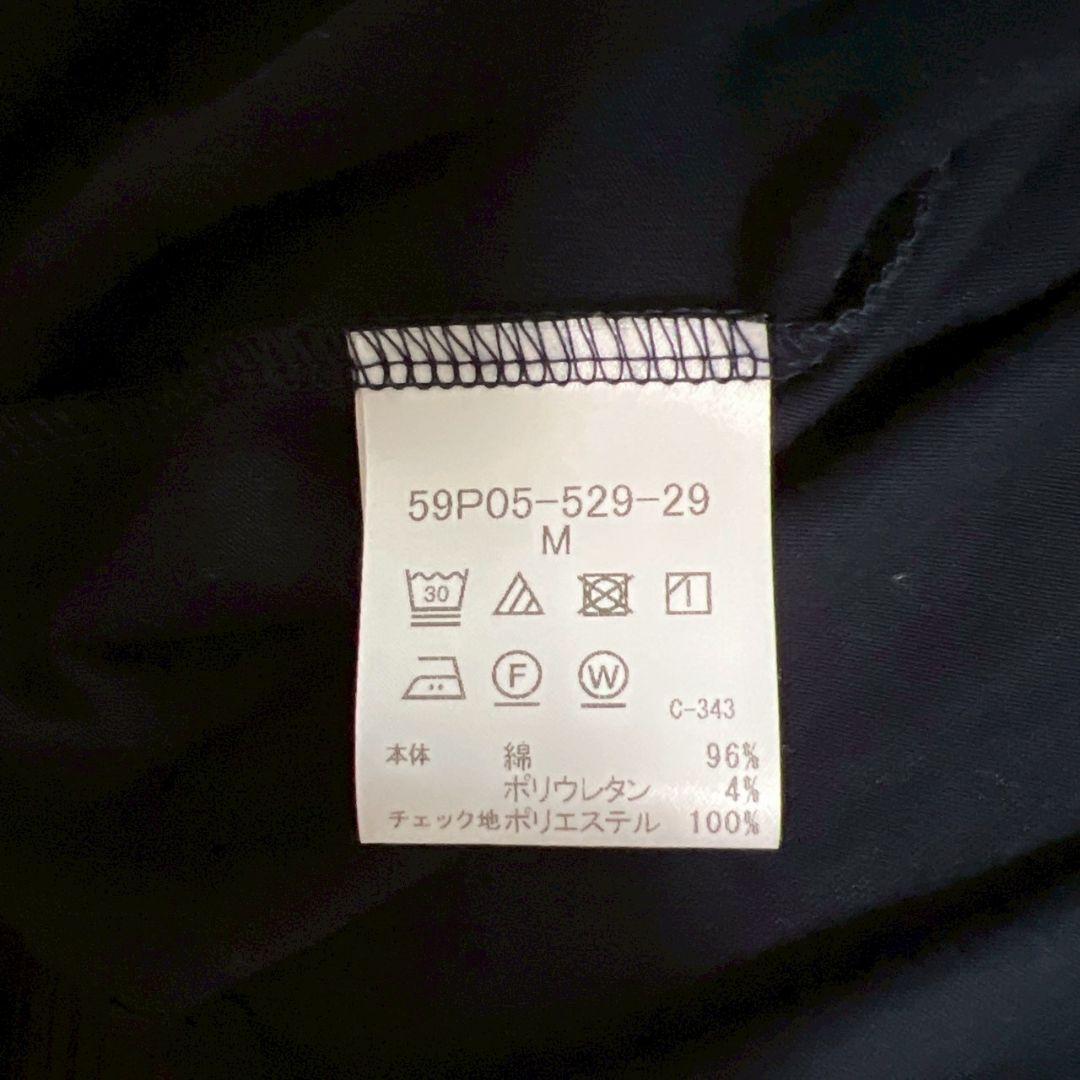 59P05-529-29
M
30
F W
C-343
本体 綿 96%
ポリウレタン 4%
チェック地 ポリエステル 100%